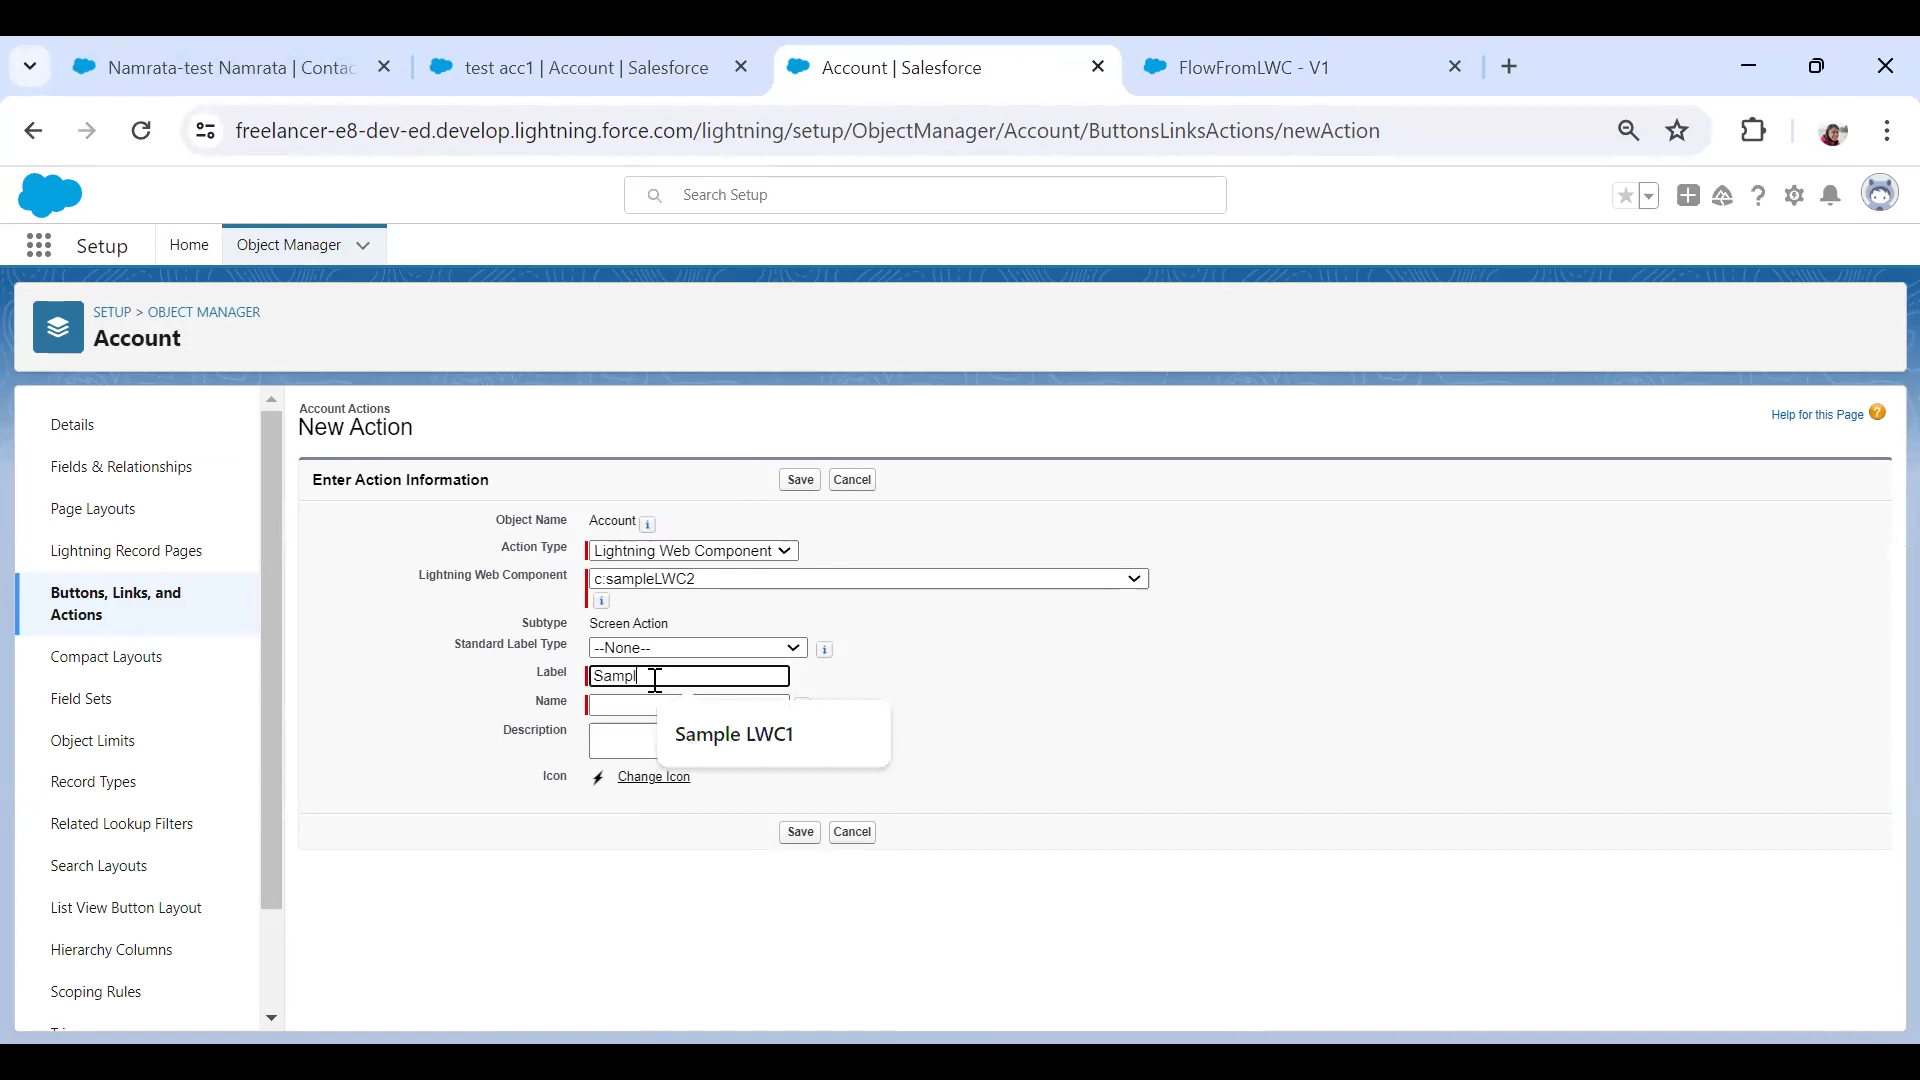 Namrata-test Namrata | Contac
test acc1 | Account | Salesforce
Account | Salesforce
FlowFromLWC - V1
freelancer-e8-dev-ed.develop.lightning.force.com/lightning/setup/ObjectManager/Account/ButtonsLinksActions/newAction
Search Setup
Setup
Home
Object Manager
SETUP > OBJECT MANAGER
Account
Details
Fields & Relationships
Page Layouts
Lightning Record Pages
Buttons, Links, and
Actions
Compact Layouts
Field Sets
Object Limits
Record Types
Related Lookup Filters
Search Layouts
List View Button Layout
Hierarchy Columns
Scoping Rules
Account Actions
New Action
Help for this Page
Enter Action Information
Save
Cancel
Object Name Account
Action Type Lightning Web Component
Lightning Web Component c:sampleLWC2
Subtype Screen Action
Standard Label Type --None--
Label Sampl
Name
Sample LWC1
Description
Icon Change Icon
Save
Cancel